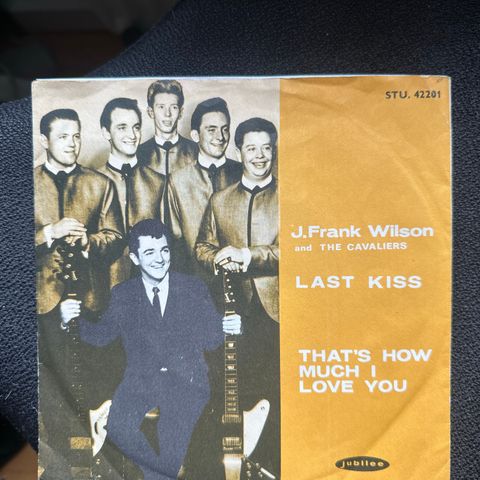 STU. 42201
J. Frank Wilson
and THE CAVALIERS
LAST KISS
THAT'S HOW
MUCH I
LOVE YOU
jubilee